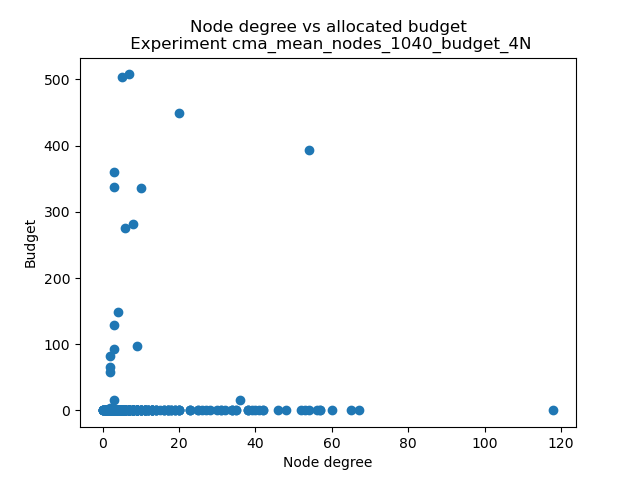 Node degree vs allocated budget
Experiment cma_mean_nodes_1040_budget_4N
500
400
300
200
100
0
Budget
0 20 40 60 80 100 120
Node degree